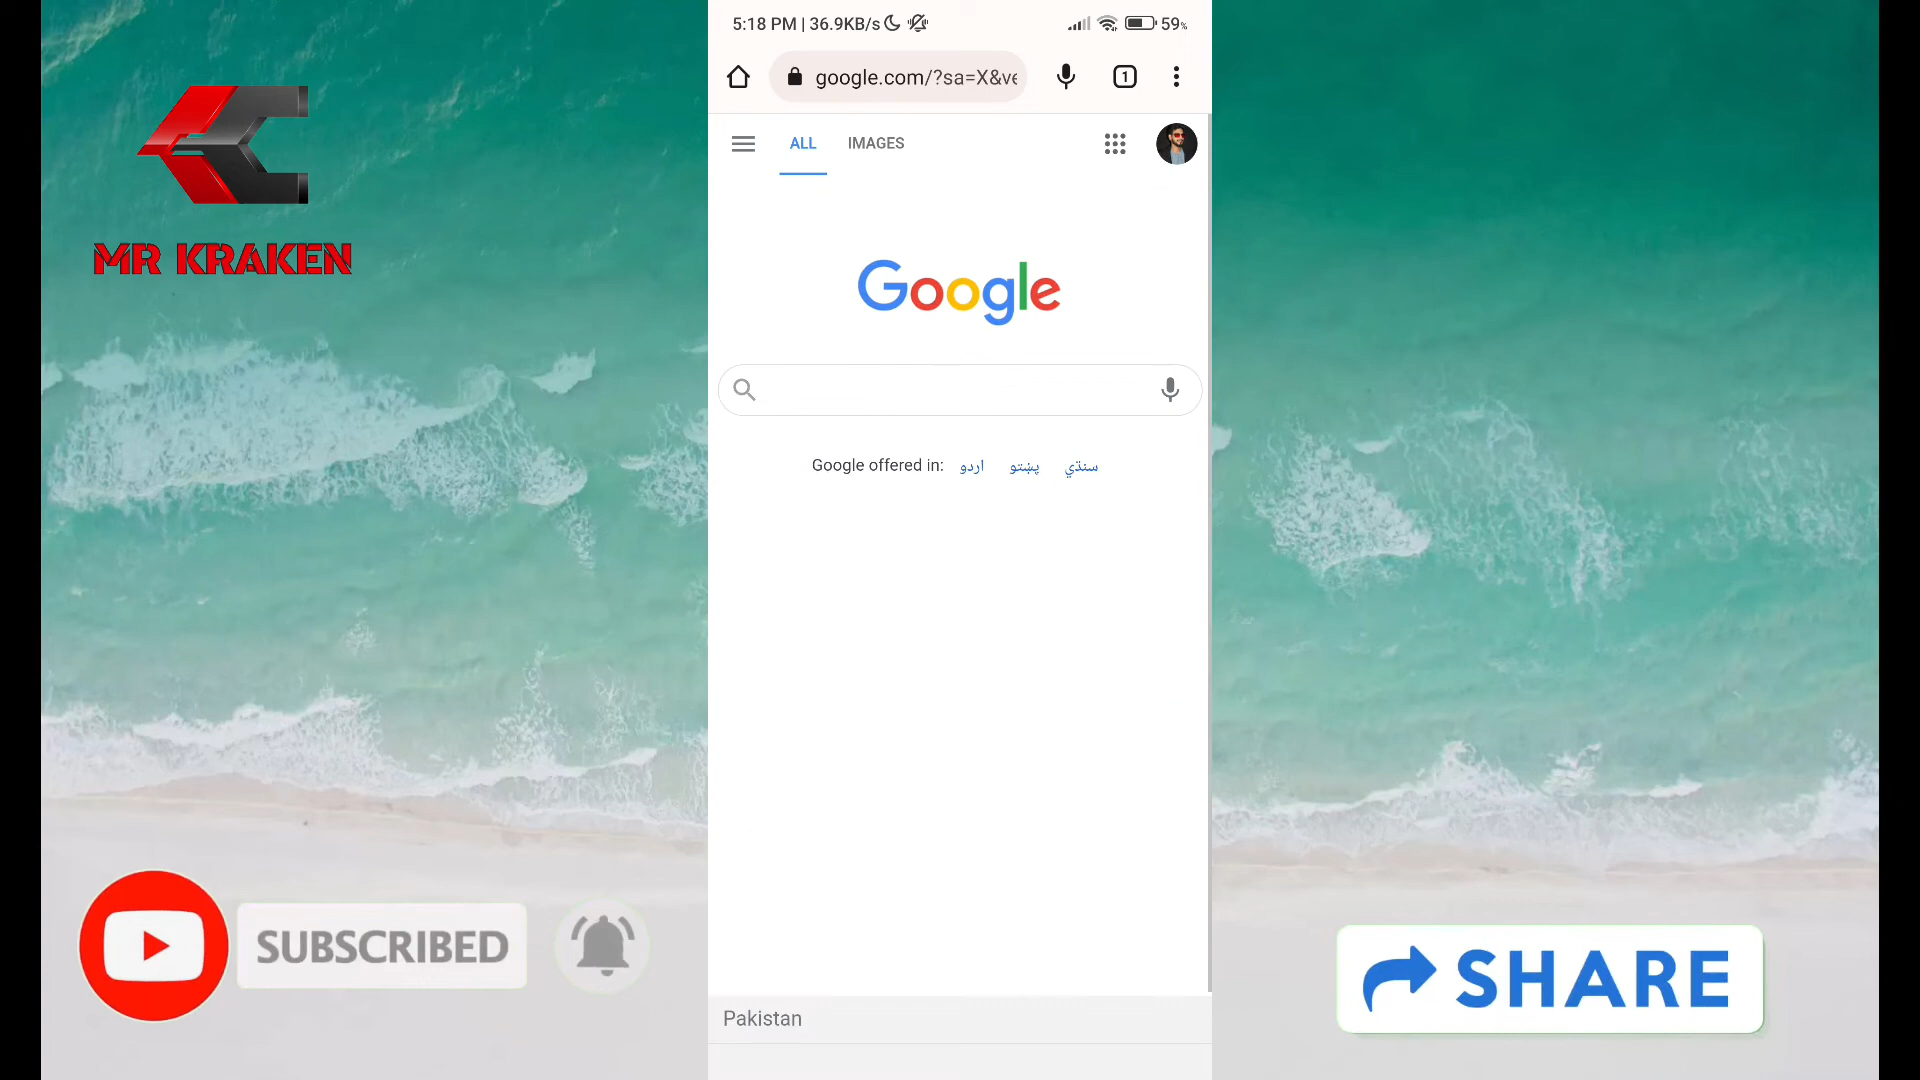 5:18 PM | 36.9KB/s
59%
google.com/?sa=X&ve
1
ALL
IMAGES
Google
Google offered in: اردو پښتو سنڌي
Pakistan
MR KRAKEN
SUBSCRIBED
SHARE